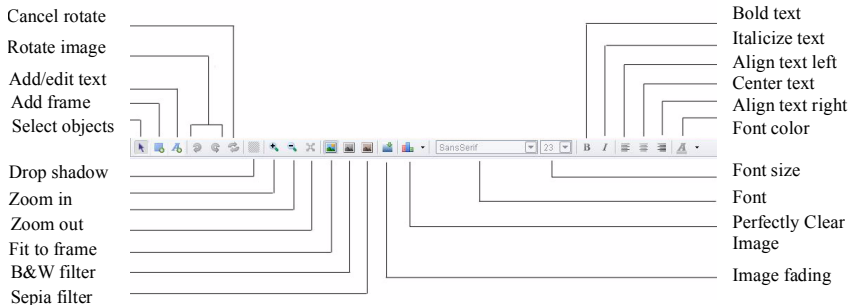 Cancel rotate
Rotate image
Add/edit text
Add frame
Select objects
Drop shadow
Zoom in
Zoom out
Fit to frame
B&W filter
Sepia filter
SansSerif
23
B I
A
Bold text
Italicize text
Align text left
Center text
Align text right
Font color
Font size
Font
Perfectly Clear
Image
Image fading